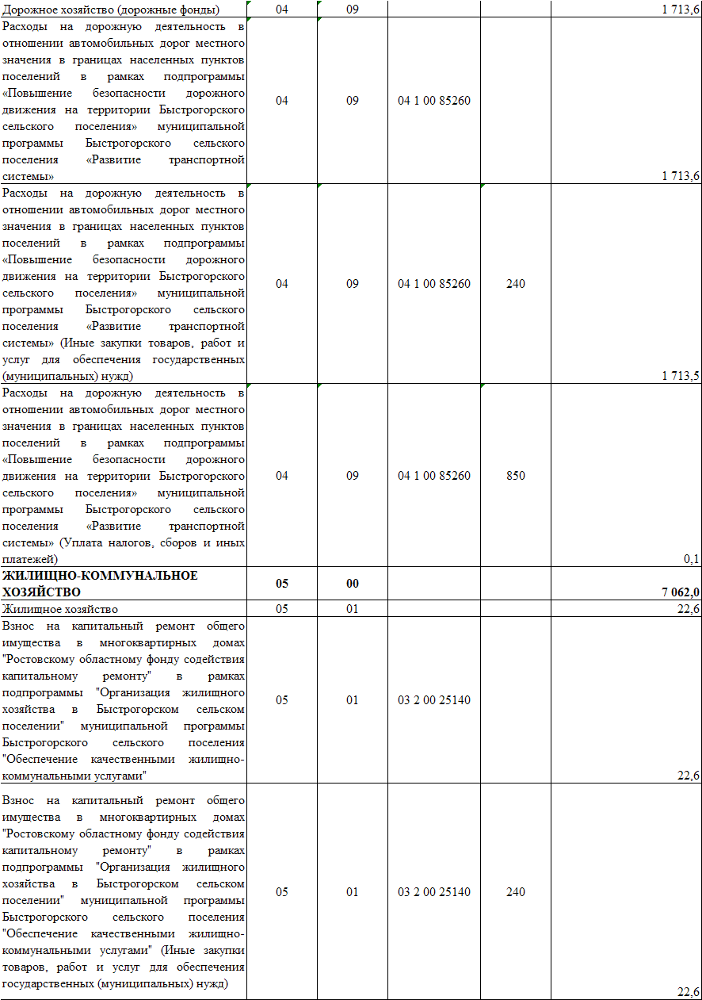 Дорожное хозяйство (дорожные фонды) 04 09 1 713,6
Расходы на дорожную деятельность в
отношении автомобильных дорог местного
значения в границах населенных пунктов
поселений в рамках подпрограммы
«Повышение безопасности дорожного
движения на территории Быстрогорского
сельского поселения» муниципальной
программы Быстрогорского сельского
поселения «Развитие транспортной
системы»
04 09 04 1 00 85260
1 713,6
Расходы на дорожную деятельность в
отношении автомобильных дорог местного
значения в границах населенных пунктов
поселений в рамках подпрограммы
«Повышение безопасности дорожного
движения на территории Быстрогорского
сельского поселения» муниципальной
программы Быстрогорского сельского
поселения «Развитие транспортной
системы» (Иные закупки товаров, работ и
услуг для обеспечения государственных
(муниципальных) нужд)
04 09 04 1 00 85260 240
1 713,5
Расходы на дорожную деятельность в
отношении автомобильных дорог местного
значения в границах населенных пунктов
поселений в рамках подпрограммы
«Повышение безопасности дорожного
движения на территории Быстрогорского
сельского поселения» муниципальной
программы Быстрогорского сельского
поселения «Развитие транспортной
системы» (Уплата налогов, сборов и иных
платежей)
04 09 04 1 00 85260 850
0,1
ЖИЛИЩНО-КОММУНАЛЬНОЕ
ХОЗЯЙСТВО
05 00
7 062,0
Жилищное хозяйство 05 01 22,6
Взнос на капитальный ремонт общего
имущества в многоквартирных домах
"Ростовскому областному фонду содействия
капитальному ремонту" в рамках
подпрограммы "Организация жилищного
хозяйства в Быстрогорском сельском
поселении" муниципальной программы
Быстрогорского сельского поселения
"Обеспечение качественными жилищно-
коммунальными услугами"
05 01 03 2 00 25140
22,6
Взнос на капитальный ремонт общего
имущества в многоквартирных домах
"Ростовскому областному фонду содействия
капитальному ремонту" в рамках
подпрограммы "Организация жилищного
хозяйства в Быстрогорском сельском
поселении" муниципальной программы
Быстрогорского сельского поселения
"Обеспечение качественными жилищно-
коммунальными услугами" (Иные закупки
товаров, работ и услуг для обеспечения
государственных (муниципальных) нужд)
05 01 03 2 00 25140 240
22,6